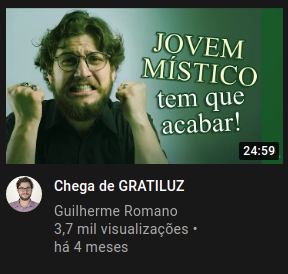 JOVEM
MÍSTICO
tem que
acabar!
24:59
Chega de GRATILUZ
Guilherme Romano
3,7 mil visualizações •
há 4 meses